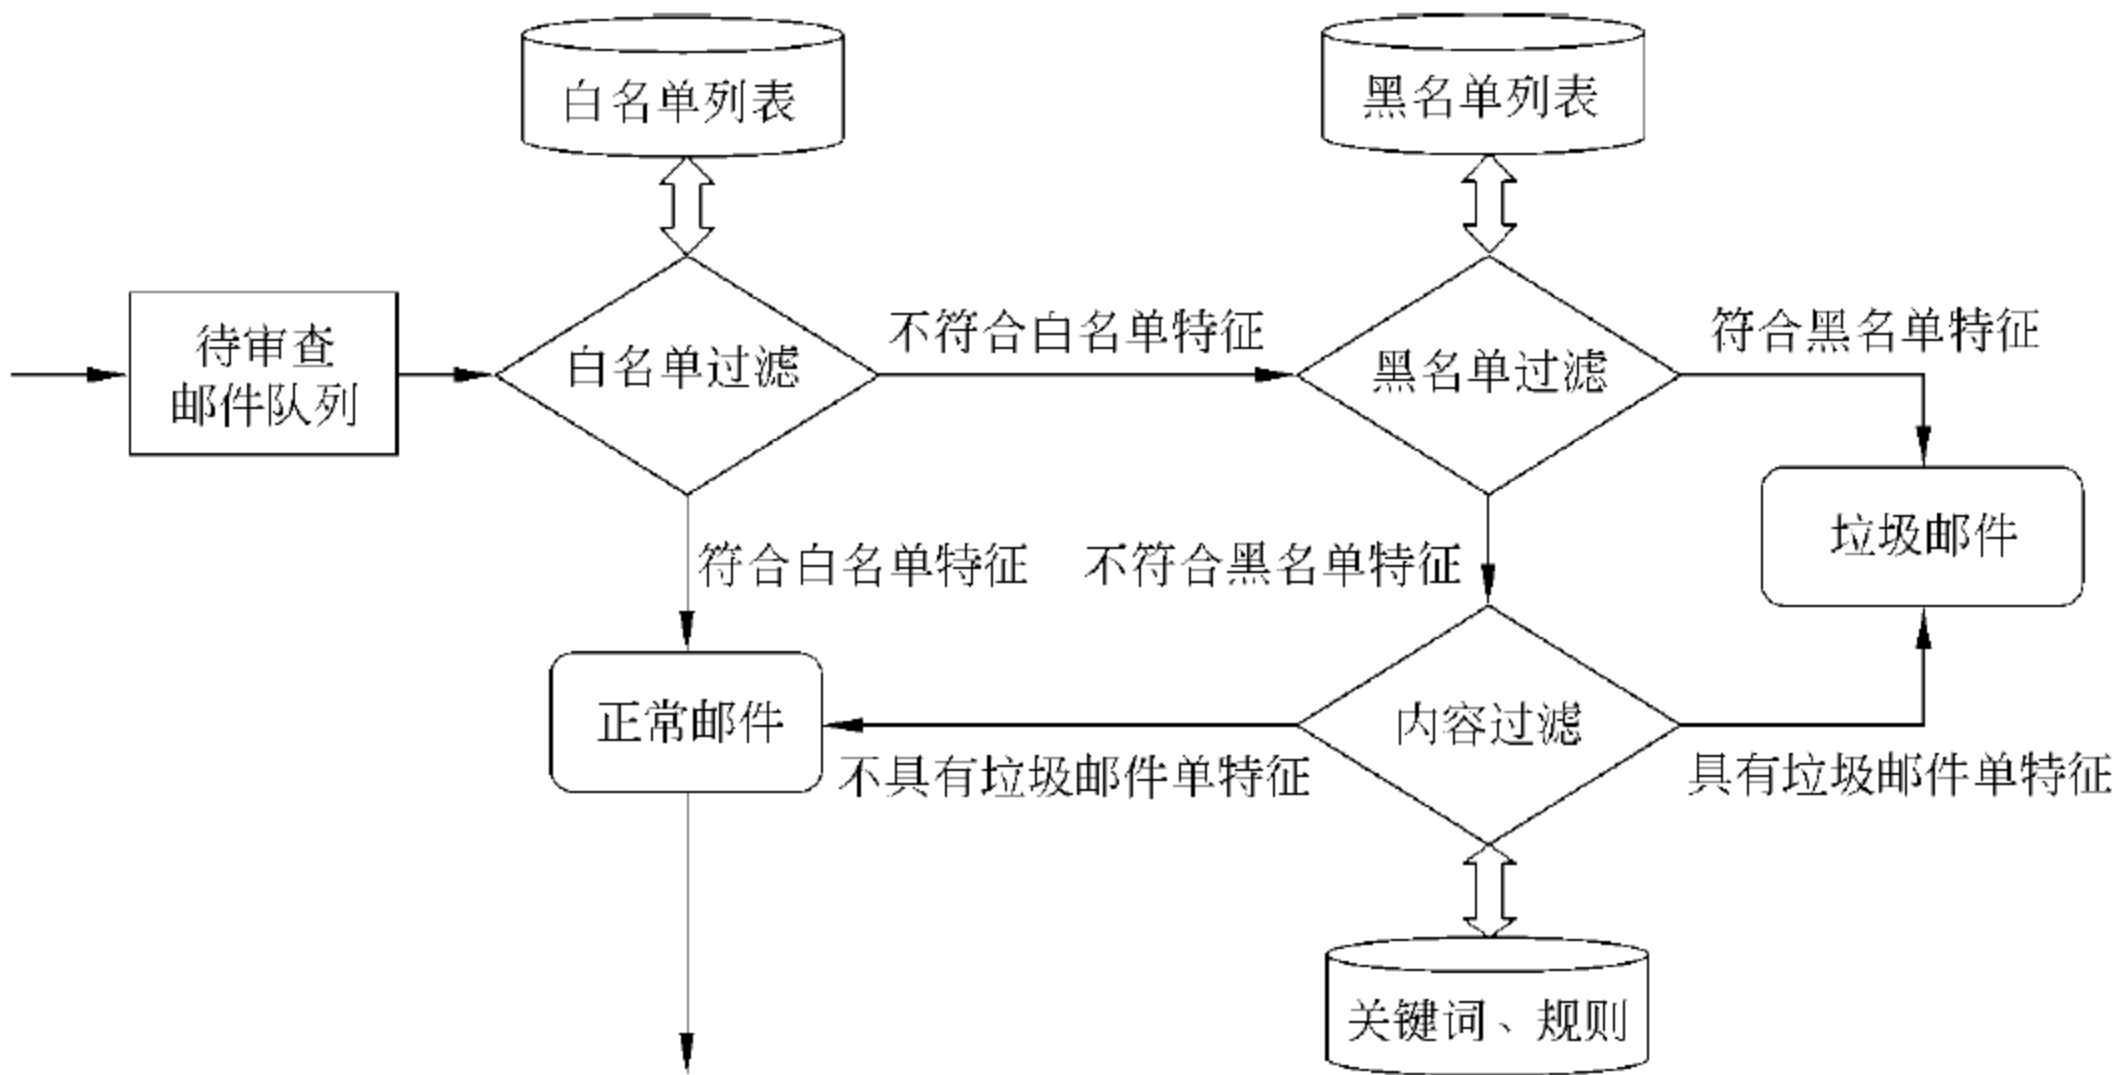 白名单列表
黑名单列表
待审查
邮件队列
白名单过滤
不符合白名单特征
黑名单过滤
符合黑名单特征
垃圾邮件
符合白名单特征
不符合黑名单特征
正常邮件
内容过滤
不具有垃圾邮件单特征
具有垃圾邮件单特征
关键词、规则